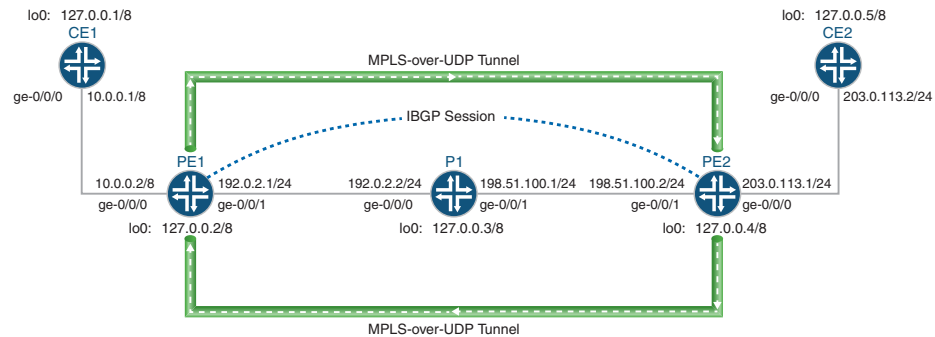 lo0: 127.0.0.1/8
CE1
ge-0/0/0
10.0.0.1/8
lo0: 127.0.0.5/8
CE2
ge-0/0/0
203.0.113.2/24
MPLS-over-UDP Tunnel
IBGP Session
PE1
10.0.0.2/8
ge-0/0/0
192.0.2.1/24
ge-0/0/1
lo0: 127.0.0.2/8
P1
192.0.2.2/24
ge-0/0/0
198.51.100.1/24
ge-0/0/1
lo0: 127.0.0.3/8
PE2
198.51.100.2/24
ge-0/0/1
203.0.113.1/24
ge-0/0/0
lo0: 127.0.0.4/8
MPLS-over-UDP Tunnel